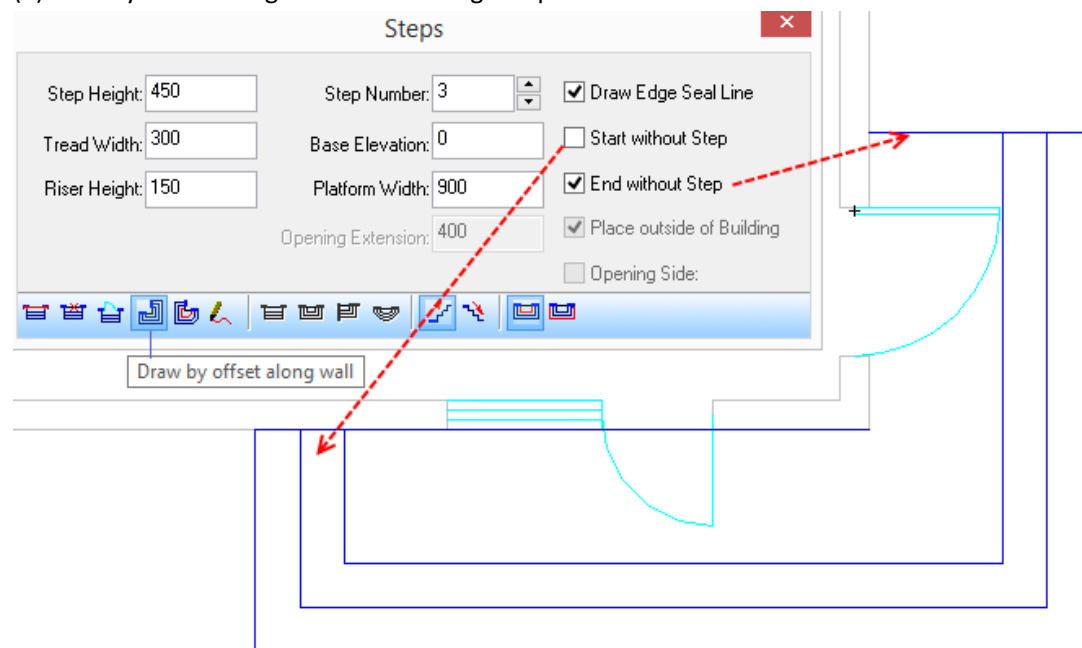 Steps
Step Height: 450
Step Number: 3
Draw Edge Seal Line
Tread Width: 300
Base Elevation: 0
Start without Step
Riser Height: 150
Platform Width: 900
End without Step
Opening Extension: 400
Place outside of Building
Opening Side:
Draw by offset along wall